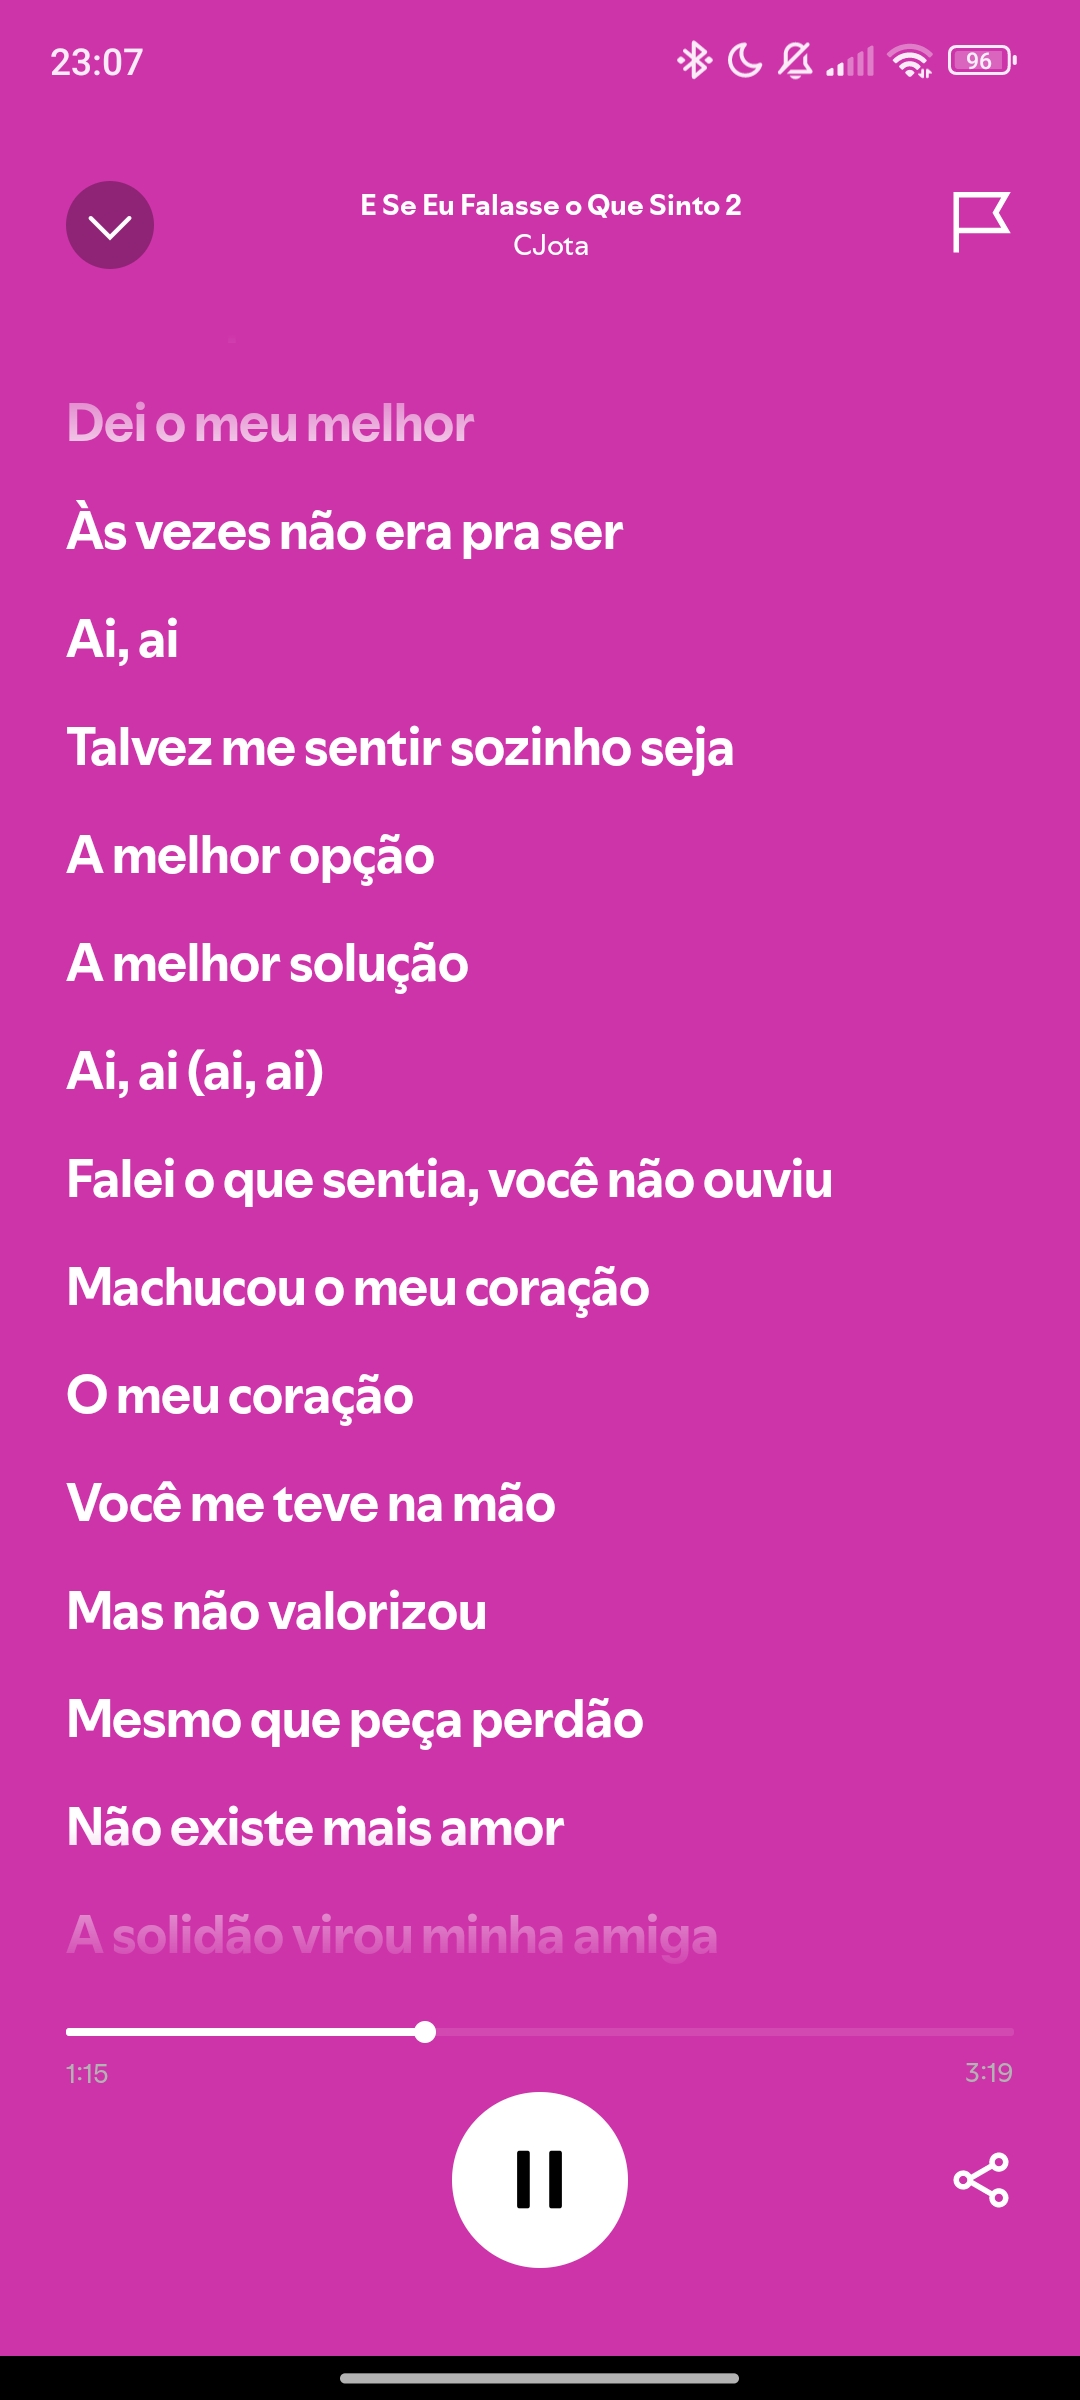 23:07
96
E Se Eu Falasse o Que Sinto 2
CJota
Dei o meu melhor
Às vezes não era pra ser
Ai, ai
Talvez me sentir sozinho seja
A melhor opção
A melhor solução
Ai, ai (ai, ai)
Falei o que sentia, você não ouviu
Machucou o meu coração
O meu coração
Você me teve na mão
Mas não valorizou
Mesmo que peça perdão
Não existe mais amor
A solidão virou minha amiga
1:15
3:19